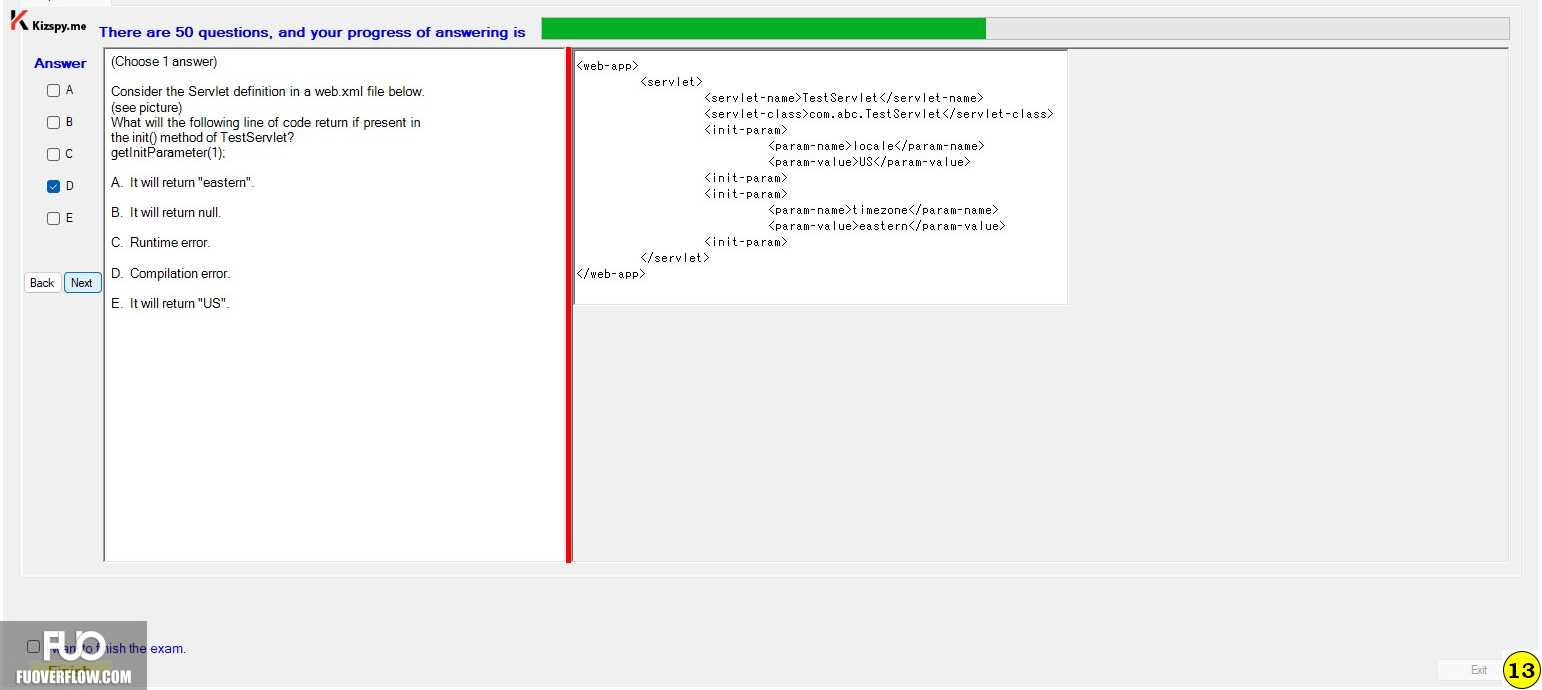 Kizspy.me
There are 50 questions, and your progress of answering is
Answer
A
B
C
D
E
Back
Next
(Choose 1 answer)
Consider the Servlet definition in a web.xml file below.
(see picture)
What will the following line of code return if present in
the init() method of TestServlet?
getInitParameter(1);
A. It will return "eastern".
B. It will return null.
C. Runtime error.
D. Compilation error.
E. It will return "US".
<web-app>
<servlet>
<servlet-name>TestServlet</servlet-name>
<servlet-class>com.abc.TestServlet</servlet-class>
<init-param>
<param-name>locale</param-name>
<param-value>US</param-value>
<init-param>
<init-param>
<param-name>timezone</param-name>
<param-value>eastern</param-value>
<init-param>
</servlet>
</web-app>
want to finish the exam.
Finish
FUO
FUOVERFLOW.COM
Exit
13